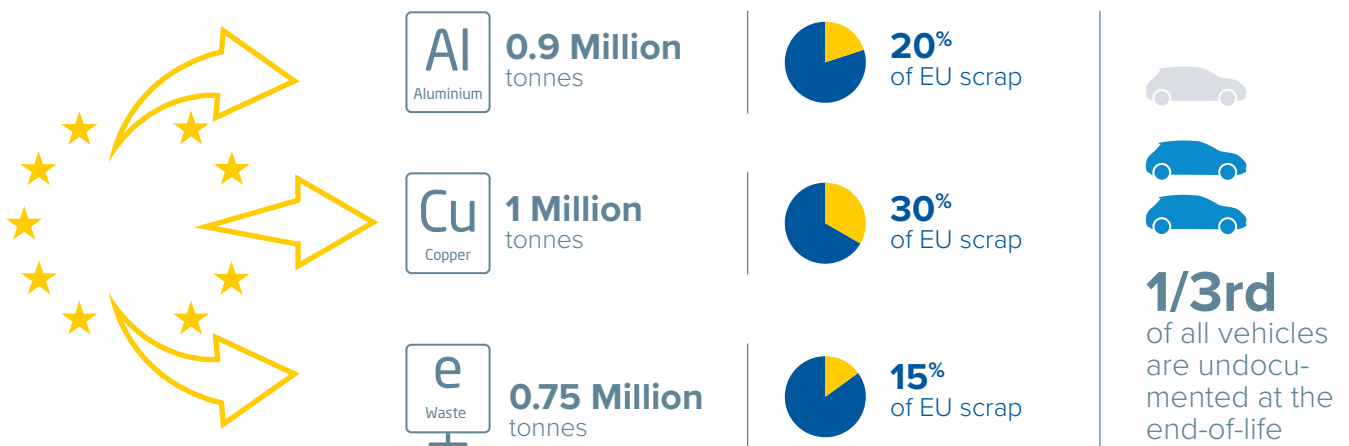 Al
Aluminium
0.9 Million
tonnes
20%
of EU scrap
Cu
Copper
1 Million
tonnes
30%
of EU scrap
e
Waste
0.75 Million
tonnes
15%
of EU scrap
1/3rd
of all vehicles
are undocu-
mented at the
end-of-life